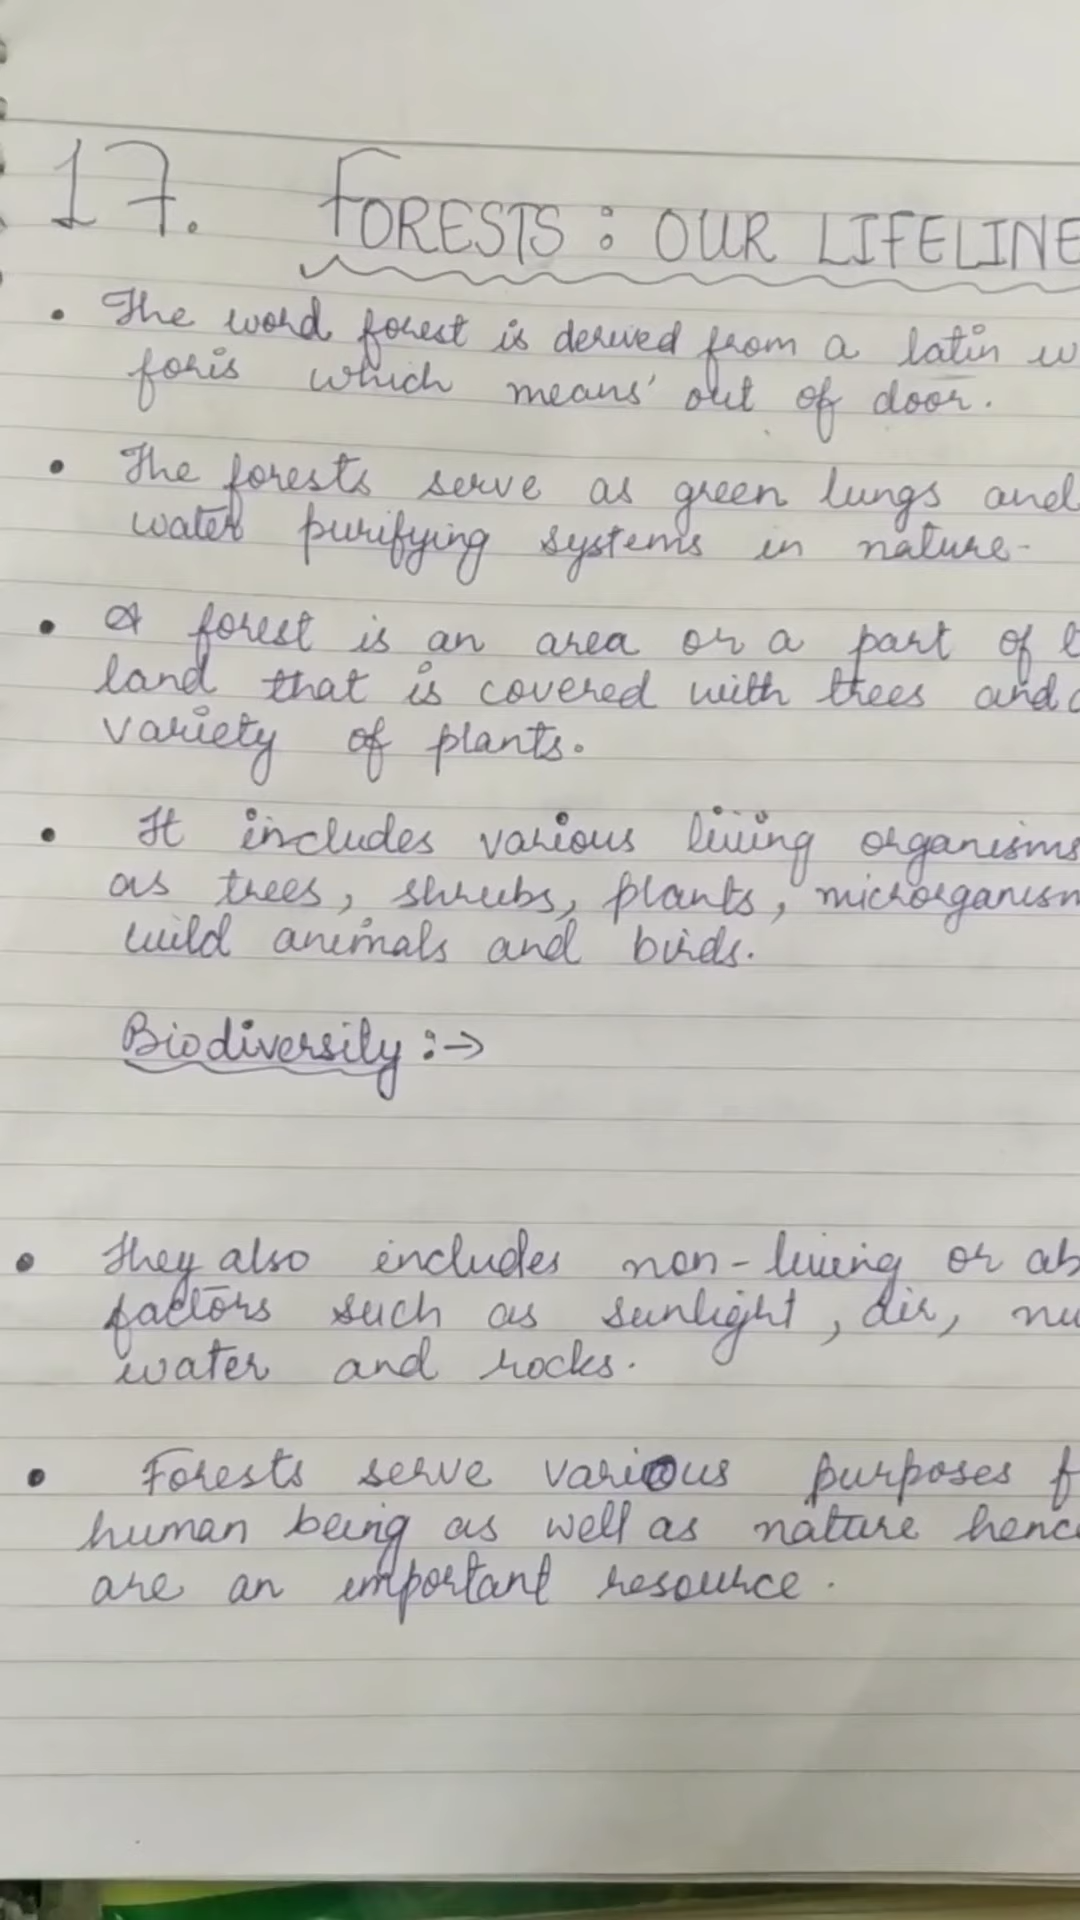 17. FORESTS : OUR LIFELINE
• The word forest is derived from a latin
foris which means' out of door.
• The forests serve as green lungs and
water purifying systems in nature-
• A forest is an area or a part of
land that is covered with trees and
variety of plants.
• It includes various living organisms
as trees, shrubs, plants, microrganism
wild animals and birds.
Biodiversity :→
• They also includes non-living or ab
factors such as sunlight, air, nu
water and rocks.
• Forests serve various purposes f
human being as well as nature henc
are an important resource.